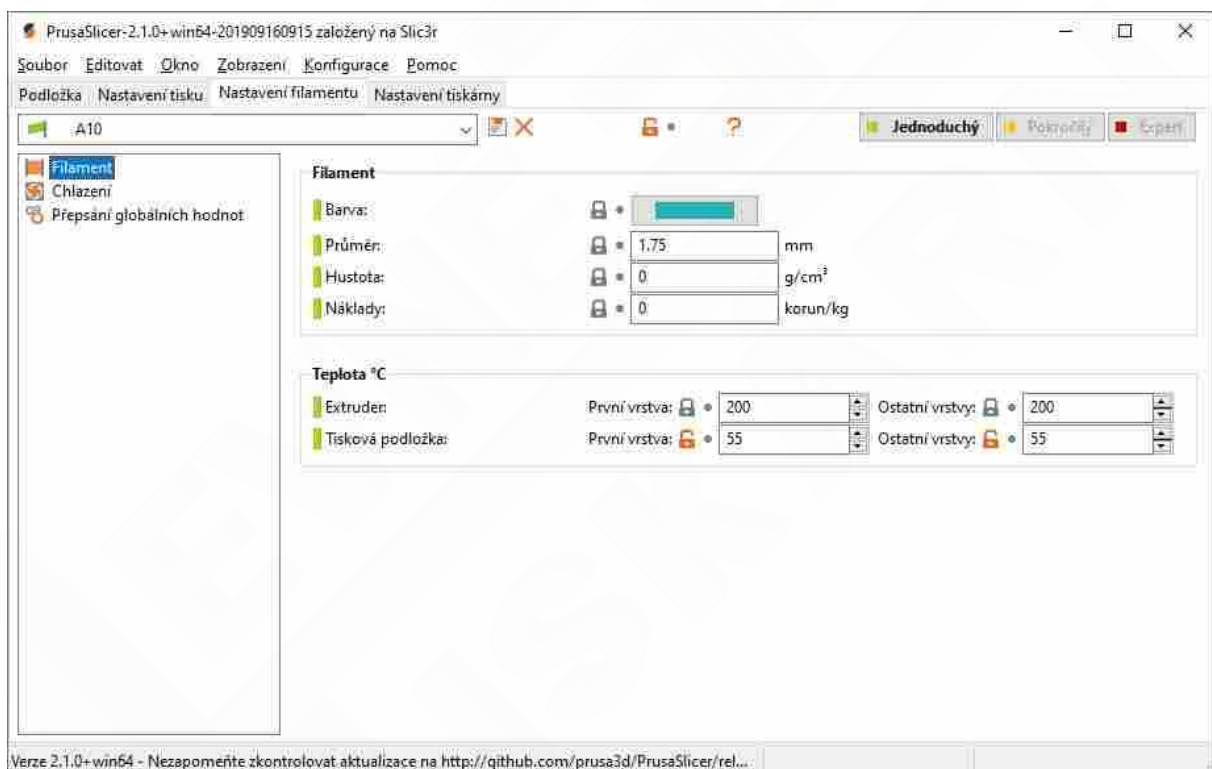 PrusaSlicer-2.1.0+win64-201909160915 založený na Slic3r
Soubor Editovat Okno Zobrazení Konfigurace Pomoc
Podložka Nastavení tisku Nastavení filamentu Nastavení tiskárny
A10 ? Jednoduchý Pokročilý Expert
Filament
Chlazení
Přepsání globálních hodnot
Filament
Barva:
Průměr: 1.75 mm
Hustota: 0 g/cm³
Náklady: 0 korun/kg
Teplota °C
Extruder: První vrstva: 200 Ostatní vrstvy: 200
Tisková podložka: První vrstva: 55 Ostatní vrstvy: 55
Verze 2.1.0+win64 - Nezapomeňte zkontrolovat aktualizace na http://github.com/prusa3d/PrusaSlicer/rel...